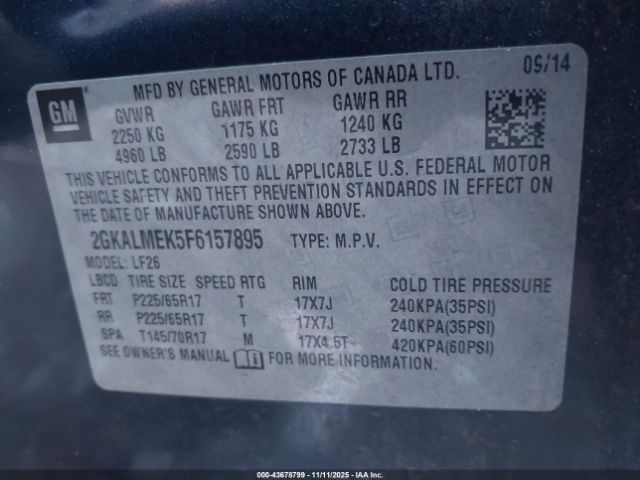 MFD BY GENERAL MOTORS OF CANADA LTD. 09/14
GM
GVWR GAWR FRT GAWR RR
2250 KG 1175 KG 1240 KG
4960 LB 2590 LB 2733 LB
THIS VEHICLE CONFORMS TO ALL APPLICABLE U.S. FEDERAL MOTOR
VEHICLE SAFETY AND THEFT PREVENTION STANDARDS IN EFFECT ON
THE DATE OF MANUFACTURE SHOWN ABOVE.
2GKALMEK5F6157895 TYPE: M.P.V.
MODEL: LF26
LBCD TIRE SIZE SPEED RTG RIM COLD TIRE PRESSURE
FRT P225/65R17 T 17X7J 240KPA(35PSI)
RR P225/65R17 T 17X7J 240KPA(35PSI)
SPA T145/70R17 M 17X4.5T 420KPA(60PSI)
SEE OWNER'S MANUAL FOR MORE INFORMATION.
000-43678799 - 11/11/2025 - IAA Inc.